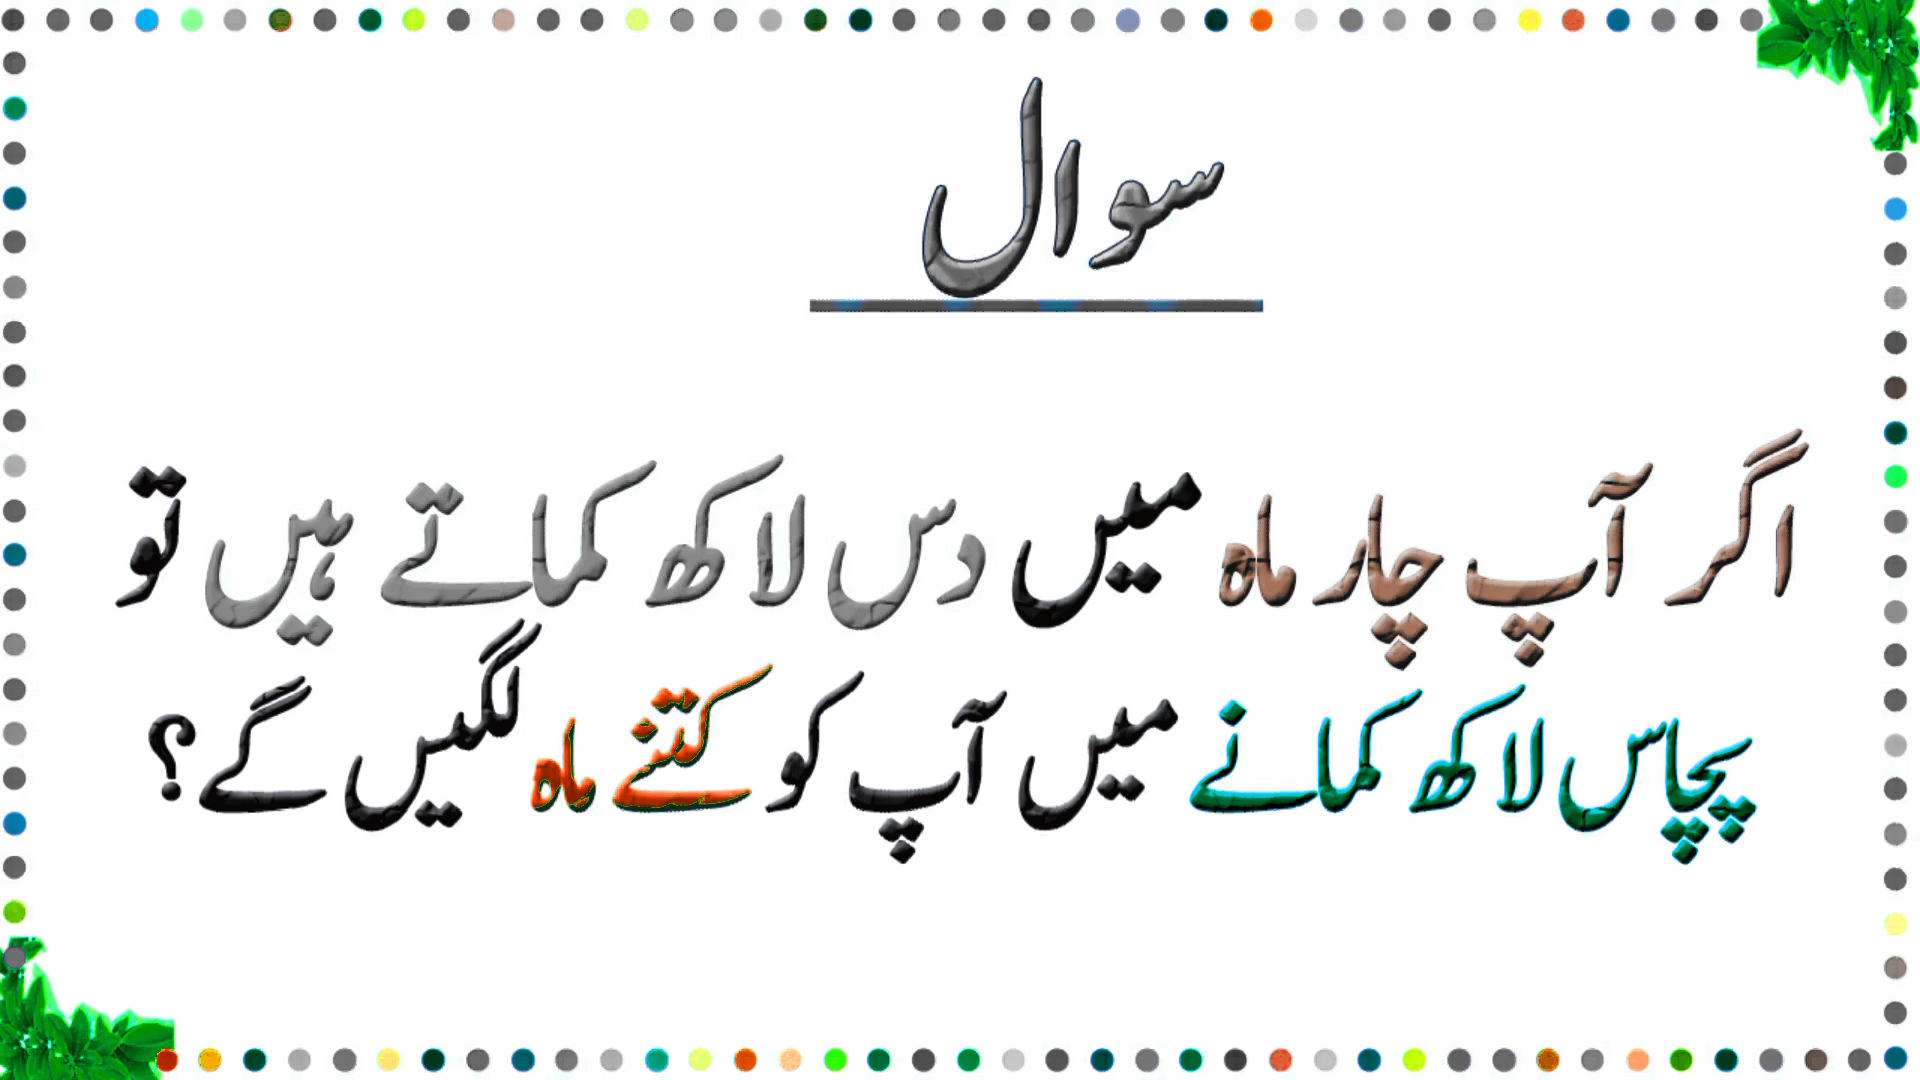 سوال
اگر آپ چار ماہ میں دس لاکھ کماتے ہیں تو
پچاس لاکھ کمانے میں آپ کو کتنے ماہ لگیں گے؟